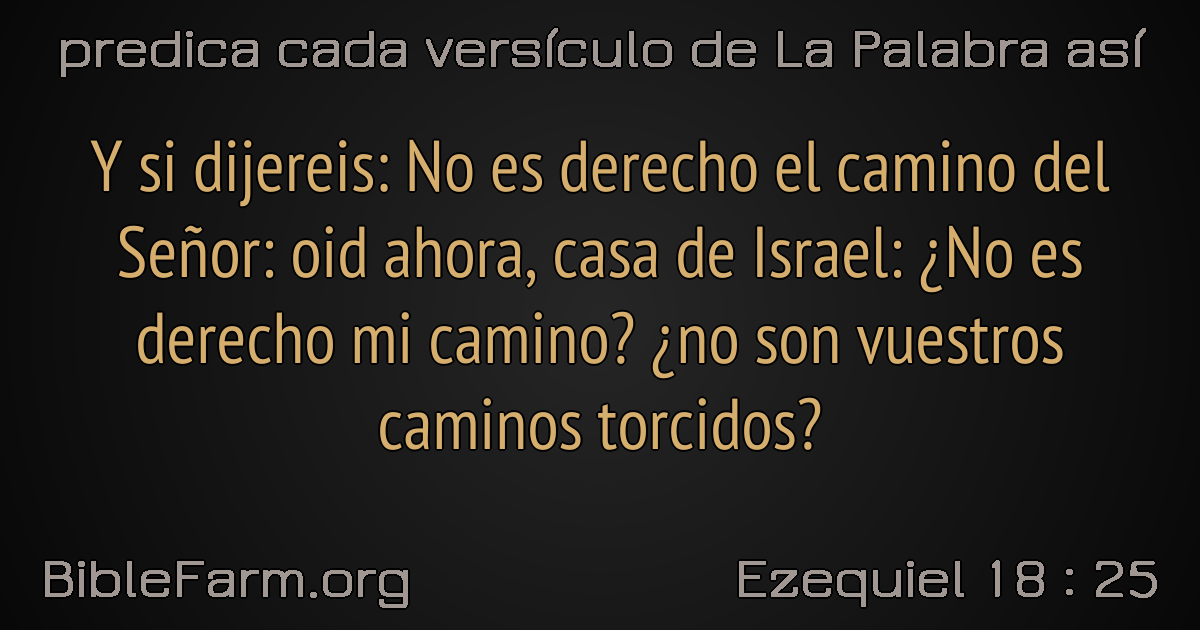 predica cada versículo de La Palabra así
Y si dijereis: No es derecho el camino del
Señor: oid ahora, casa de Israel: ¿No es
derecho mi camino? ¿no son vuestros
caminos torcidos?
BibleFarm.org
Ezequiel 18 : 25